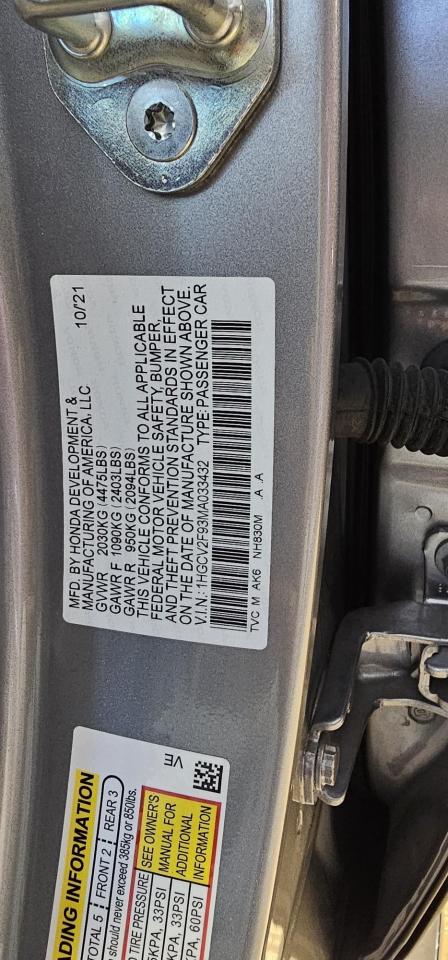 MFD. BY HONDA DEVELOPMENT & 10/21
MANUFACTURING OF AMERICA, LLC
GVWR 2030KG (4475LBS)
GAWR F 1090KG (2403LBS)
GAWR R 950KG (2094LBS)
THIS VEHICLE CONFORMS TO ALL APPLICABLE
FEDERAL MOTOR VEHICLE SAFETY, BUMPER,
AND THEFT PREVENTION STANDARDS IN EFFECT
ON THE DATE OF MANUFACTURE SHOWN ABOVE.
V.I.N.: 1HGCV2F93MA033432 TYPE: PASSENGER CAR
TVC M AK6 NH830M A .A
ADING INFORMATION
TOTAL 5 FRONT 2 REAR 3
should never exceed 385kg or 850lbs.
TIRE PRESSURE SEE OWNER'S
KPA, 33PSI MANUAL FOR
KPA, 33PSI ADDITIONAL
KPA, 60PSI INFORMATION
VE